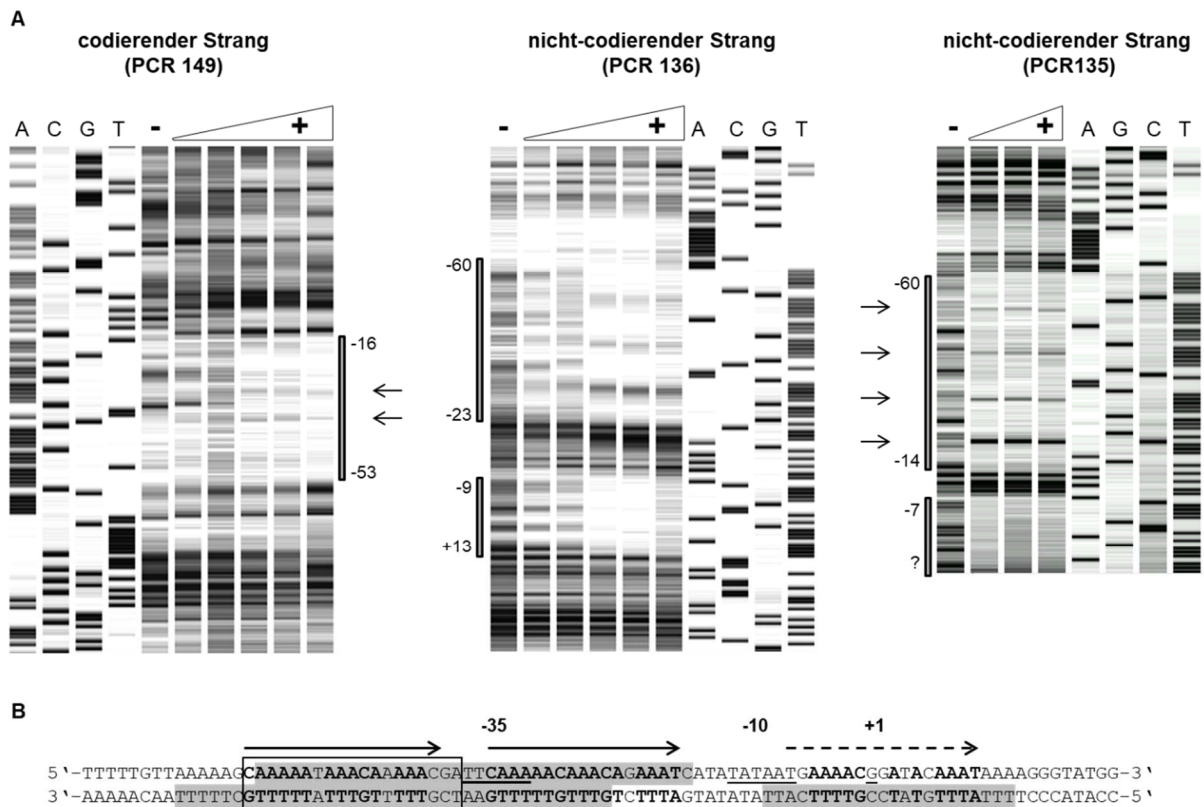 A
codierender Strang
(PCR 149)
nicht-codierender Strang
(PCR 136)
nicht-codierender Strang
(PCR135)
A C G T - +
- + A C G T
- + A G C T
-16
-53
-60
-23
-9
+13
-60
-14
-7
?
B
-35 -10 +1
5‘-TTTTTGTTAAAAAGCAAAAATAAACAAAAACGATTCAAAAACAAACAGAAATCATATATAATGAAAACGGATACAAATAAAAGGGTATGG-3‘
3‘-AAAAACAATTTTTCGTTTTTATTTGTTTTTGCTAAGTTTTTGTTTGTCTTTAGTATATATTACTTTTGCCTATGTTTATTTTCCCATACC-5‘